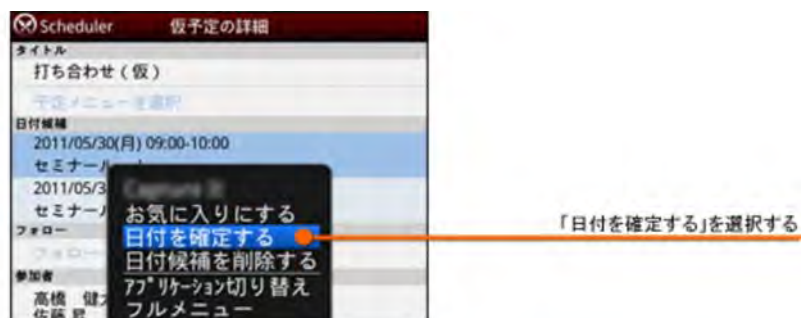 Scheduler 仮予定の詳細
タイトル
打ち合わせ(仮)
予定メニューを選択
日付候補
2011/05/30(月) 09:00-10:00
セミナール
2011/05/3
セミナール
お気に入りにする
日付を確定する
「日付を確定する」を選択する
日付候補を削除する
フォロー
フォロー
参加者
アプリケーション切り替え
高橋 健
フルメニュー
佐藤 昇